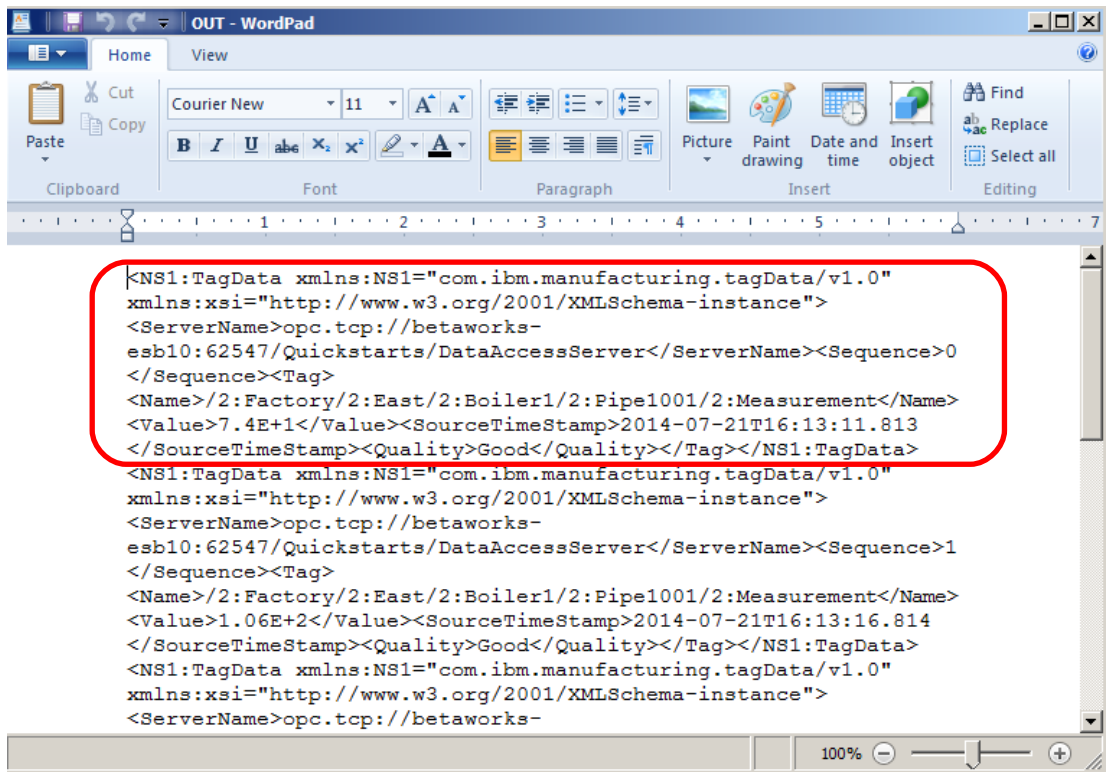 OUT - WordPad
Home View
Cut
Copy
Paste
Clipboard
Courier New 11 A A
B I U abc X₂ X² A
Font
Paragraph
Picture Paint drawing Date and time Insert object
Insert
Find
Replace
Select all
Editing
1 2 3 4 5 7
<NS1:TagData xmlns:NS1="com.ibm.manufacturing.tagData/v1.0"
xmlns:xsi="http://www.w3.org/2001/XMLSchema-instance">
<ServerName>opc.tcp://betaworks-
esb10:62547/Quickstarts/DataAccessServer</ServerName><Sequence>0
</Sequence><Tag>
<Name>/2:Factory/2:East/2:Boiler1/2:Pipe1001/2:Measurement</Name>
<Value>7.4E+1</Value><SourceTimeStamp>2014-07-21T16:13:11.813
</SourceTimeStamp><Quality>Good</Quality></Tag></NS1:TagData>
<NS1:TagData xmlns:NS1="com.ibm.manufacturing.tagData/v1.0"
xmlns:xsi="http://www.w3.org/2001/XMLSchema-instance">
<ServerName>opc.tcp://betaworks-
esb10:62547/Quickstarts/DataAccessServer</ServerName><Sequence>1
</Sequence><Tag>
<Name>/2:Factory/2:East/2:Boiler1/2:Pipe1001/2:Measurement</Name>
<Value>1.06E+2</Value><SourceTimeStamp>2014-07-21T16:13:16.814
</SourceTimeStamp><Quality>Good</Quality></Tag></NS1:TagData>
<NS1:TagData xmlns:NS1="com.ibm.manufacturing.tagData/v1.0"
xmlns:xsi="http://www.w3.org/2001/XMLSchema-instance">
<ServerName>opc.tcp://betaworks-
100%